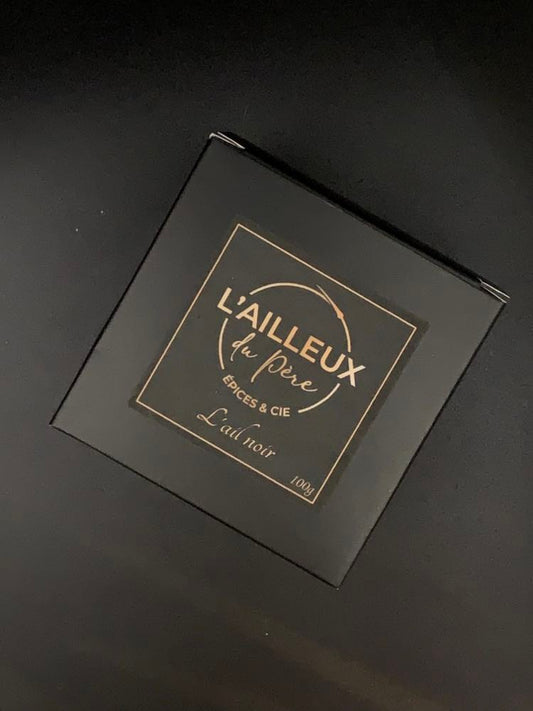 L'AILLEUX
du Père
ÉPICES & CIE
L'ail noir
100g